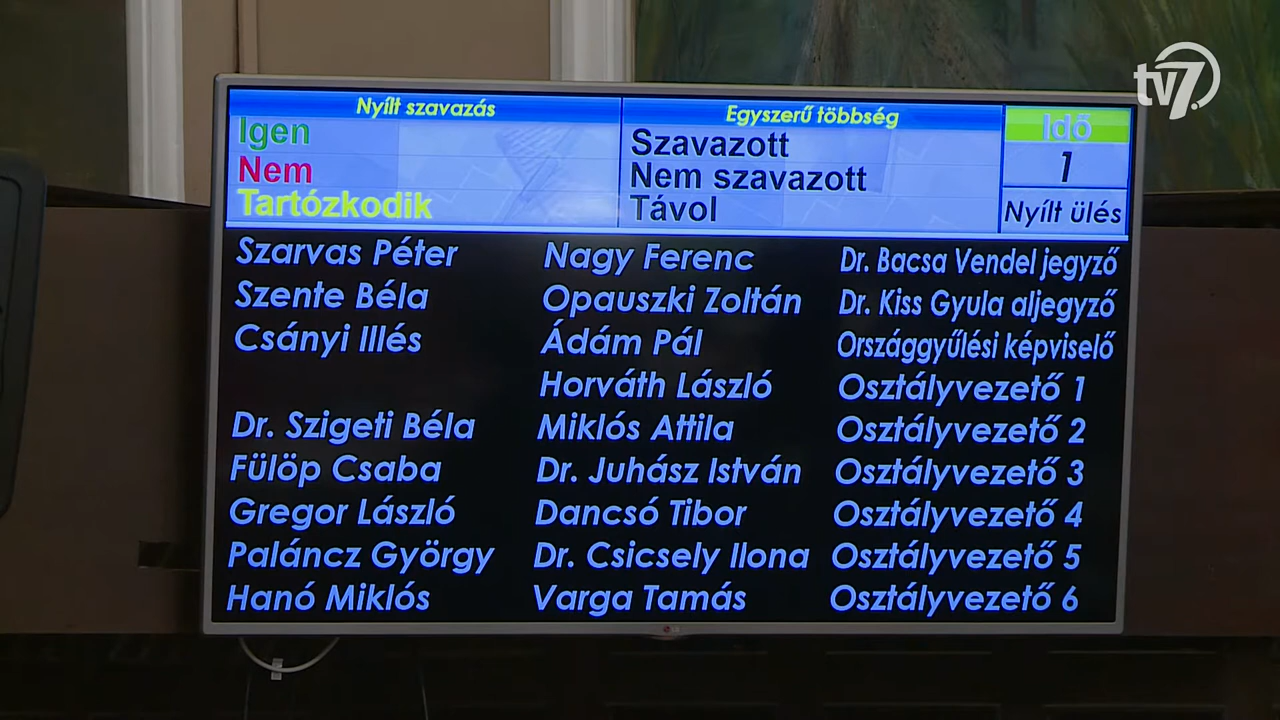 tv7
Nyílt szavazás
Igen
Nem
Tartózkodik
Egyszerű többség
Szavazott
Nem szavazott
Távol
Idő
1
Nyílt ülés
Szarvas Péter
Szente Béla
Csányi Illés
Dr. Szigeti Béla
Fülöp Csaba
Gregor László
Paláncz György
Hanó Miklós
Nagy Ferenc
Opauszki Zoltán
Ádám Pál
Horváth László
Miklós Attila
Dr. Juhász István
Dancsó Tibor
Dr. Csicsely Ilona
Varga Tamás
Dr. Bacsa Vendel jegyző
Dr. Kiss Gyula aljegyző
Országgyűlési képviselő
Osztályvezető 1
Osztályvezető 2
Osztályvezető 3
Osztályvezető 4
Osztályvezető 5
Osztályvezető 6
LG